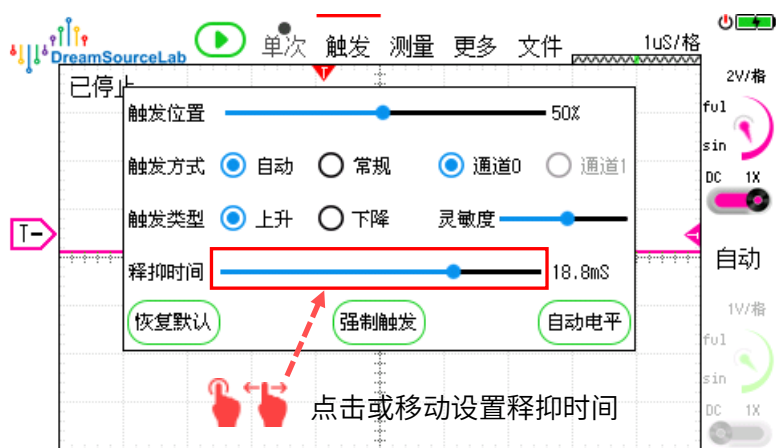 DreamSourceLab
单次 触发 测量 更多 文件
1uS/格
已停止
T
2V/格
ful
sin
DC 1X
触发位置 50%
触发方式 自动 常规 通道0 通道1
触发类型 上升 下降 灵敏度
T
自动
释抑时间 18.8mS
恢复默认 强制触发 自动电平
1V/格
ful
sin
DC 1X
点击或移动设置释抑时间